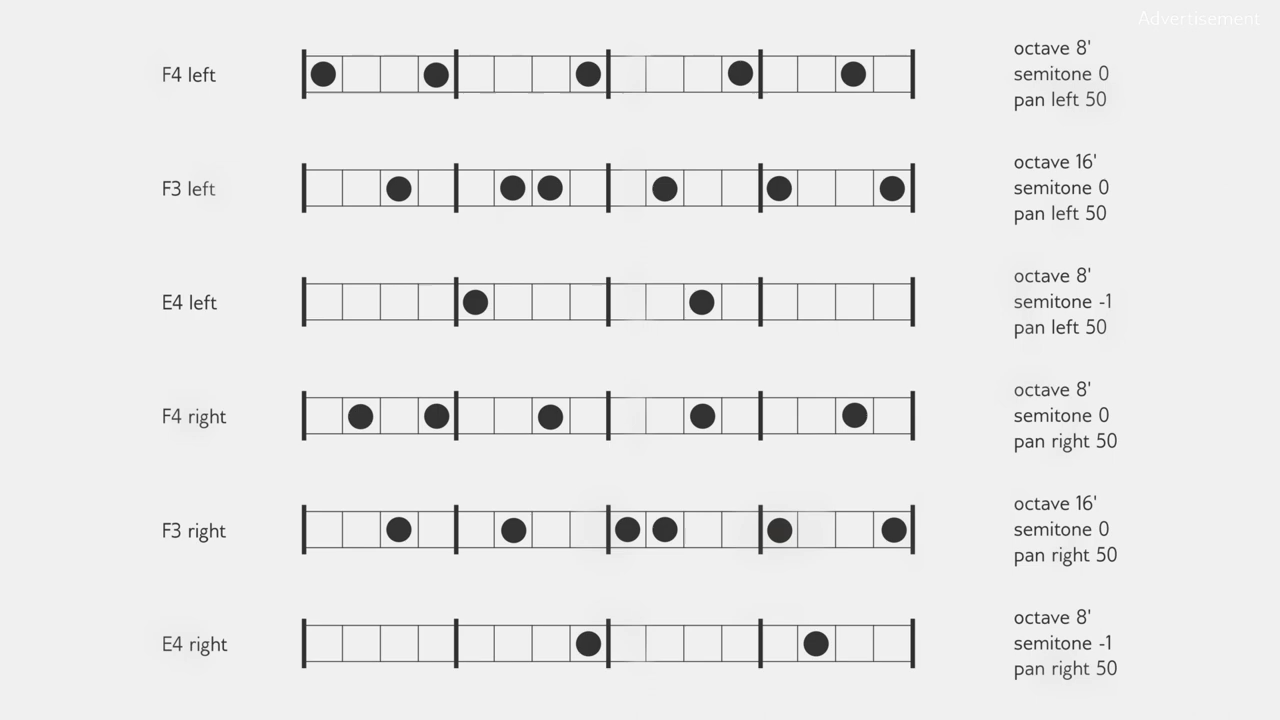 Advertisement
F4 left
octave 8'
semitone 0
pan left 50
F3 left
octave 16'
semitone 0
pan left 50
E4 left
octave 8'
semitone -1
pan left 50
F4 right
octave 8'
semitone 0
pan right 50
F3 right
octave 16'
semitone 0
pan right 50
E4 right
octave 8'
semitone -1
pan right 50